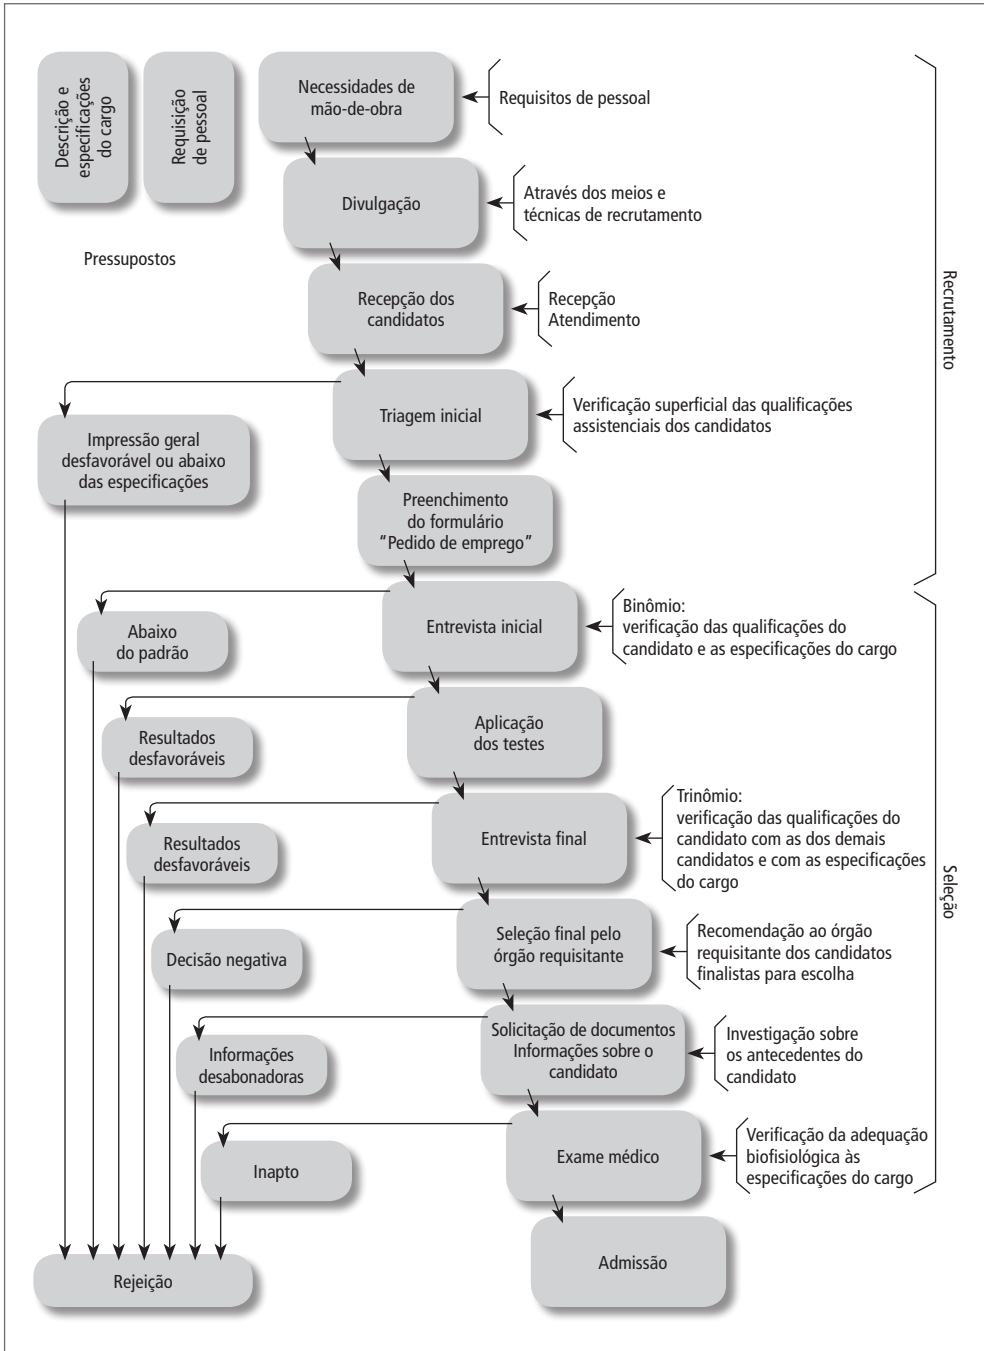 Descrição e
especificações
do cargo
Requisição
de pessoal
Pressupostos
Necessidades de
mão-de-obra
Requisitos de pessoal
Divulgação
Através dos meios e
técnicas de recrutamento
Recepção dos
candidatos
Recepção
Atendimento
Triagem inicial
Verificação superficial das qualificações
assistenciais dos candidatos
Impressão geral
desfavorável ou abaixo
das especificações
Preenchimento
do formulário
“Pedido de emprego”
Recrutamento
Entrevista inicial
Binômio:
verificação das qualificações do
candidato e as especificações do cargo
Abaixo
do padrão
Aplicação
dos testes
Resultados
desfavoráveis
Entrevista final
Trinômio:
verificação das qualificações do
candidato com as dos demais
candidatos e com as especificações
do cargo
Resultados
desfavoráveis
Seleção final pelo
órgão requisitante
Recomendação ao órgão
requisitante dos candidatos
finalistas para escolha
Decisão negativa
Solicitação de documentos
Informações sobre o
candidato
Investigação sobre
os antecedentes do
candidato
Informações
desabonadoras
Exame médico
Verificação da adequação
biofisiológica às
especificações do cargo
Inapto
Seleção
Admissão
Rejeição